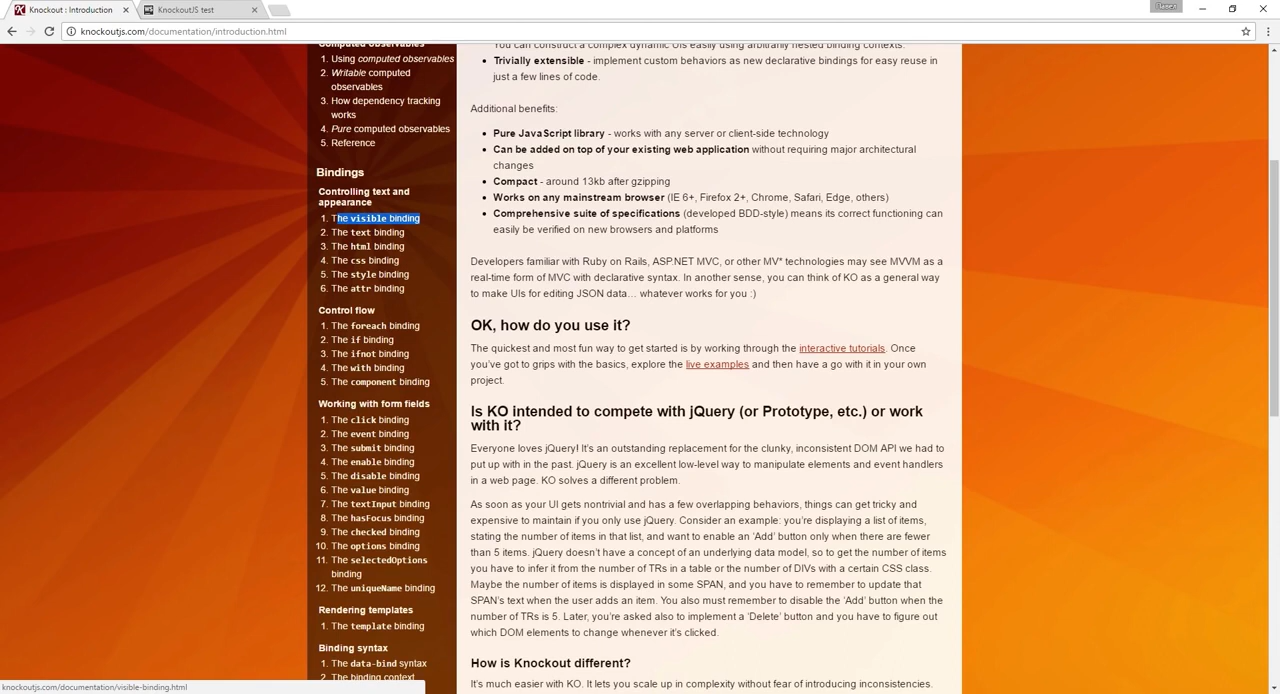 Knockout : Introduction
KnockoutJS test
Павел
knockoutjs.com/documentation/introduction.html
Computed observables
1. Using computed observables
2. Writable computed
observables
3. How dependency tracking
works
4. Pure computed observables
5. Reference
Bindings
Controlling text and
appearance
1. The visible binding
2. The text binding
3. The html binding
4. The css binding
5. The style binding
6. The attr binding
Control flow
1. The foreach binding
2. The if binding
3. The ifnot binding
4. The with binding
5. The component binding
Working with form fields
1. The click binding
2. The event binding
3. The submit binding
4. The enable binding
5. The disable binding
6. The value binding
7. The textInput binding
8. The hasFocus binding
9. The checked binding
10. The options binding
11. The selectedOptions
binding
12. The uniqueName binding
Rendering templates
1. The template binding
Binding syntax
1. The data-bind syntax
2. The binding context
You can construct a complex dynamic UIs easily using arbitrarily nested binding contexts.
• Trivially extensible - implement custom behaviors as new declarative bindings for easy reuse in
just a few lines of code.
Additional benefits:
• Pure JavaScript library - works with any server or client-side technology
• Can be added on top of your existing web application without requiring major architectural
changes
• Compact - around 13kb after gzipping
• Works on any mainstream browser (IE 6+, Firefox 2+, Chrome, Safari, Edge, others)
• Comprehensive suite of specifications (developed BDD-style) means its correct functioning can
easily be verified on new browsers and platforms
Developers familiar with Ruby on Rails, ASP.NET MVC, or other MV* technologies may see MVVM as a
real-time form of MVC with declarative syntax. In another sense, you can think of KO as a general way
to make UIs for editing JSON data… whatever works for you :)
OK, how do you use it?
The quickest and most fun way to get started is by working through the interactive tutorials. Once
you've got to grips with the basics, explore the live examples and then have a go with it in your own
project.
Is KO intended to compete with jQuery (or Prototype, etc.) or work
with it?
Everyone loves jQuery! It's an outstanding replacement for the clunky, inconsistent DOM API we had to
put up with in the past. jQuery is an excellent low-level way to manipulate elements and event handlers
in a web page. KO solves a different problem.
As soon as your UI gets nontrivial and has a few overlapping behaviors, things can get tricky and
expensive to maintain if you only use jQuery. Consider an example: you're displaying a list of items,
stating the number of items in that list, and want to enable an 'Add' button only when there are fewer
than 5 items. jQuery doesn't have a concept of an underlying data model, so to get the number of items
you have to infer it from the number of TRs in a table or the number of DIVs with a certain CSS class.
Maybe the number of items is displayed in some SPAN, and you have to remember to update that
SPAN's text when the user adds an item. You also must remember to disable the 'Add' button when the
number of TRs is 5. Later, you're asked also to implement a 'Delete' button and you have to figure out
which DOM elements to change whenever it's clicked.
How is Knockout different?
It's much easier with KO. It lets you scale up in complexity without fear of introducing inconsistencies.
knockoutjs.com/documentation/visible-binding.html